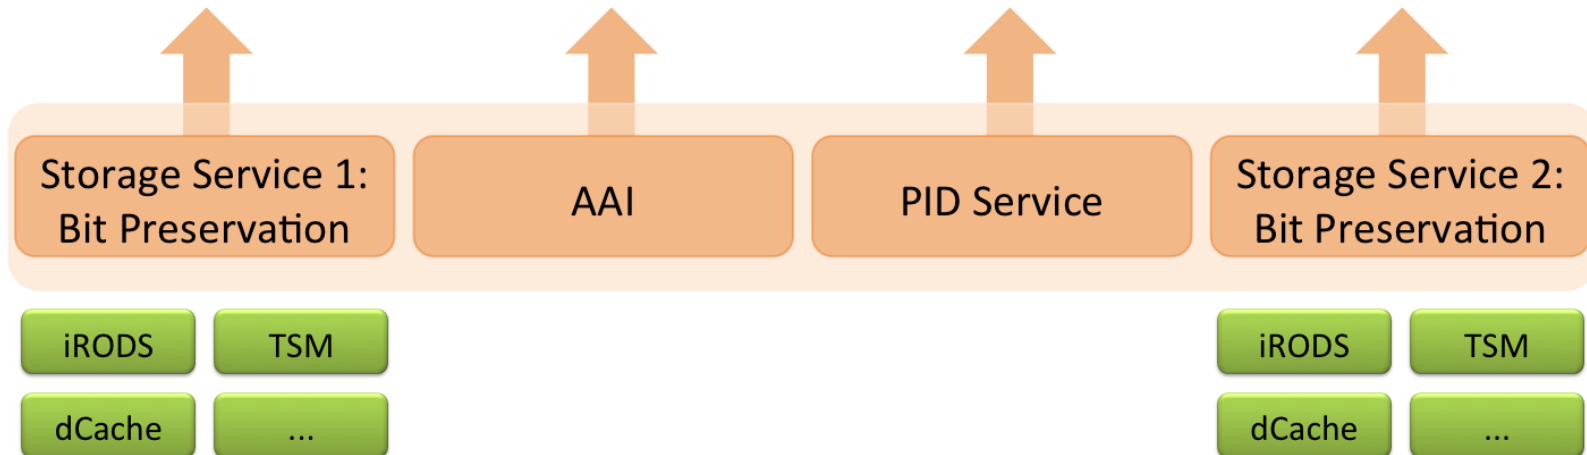 Storage Service 1:
Bit Preservation
AAI
PID Service
Storage Service 2:
Bit Preservation
iRODS
TSM
dCache
...
iRODS
TSM
dCache
...